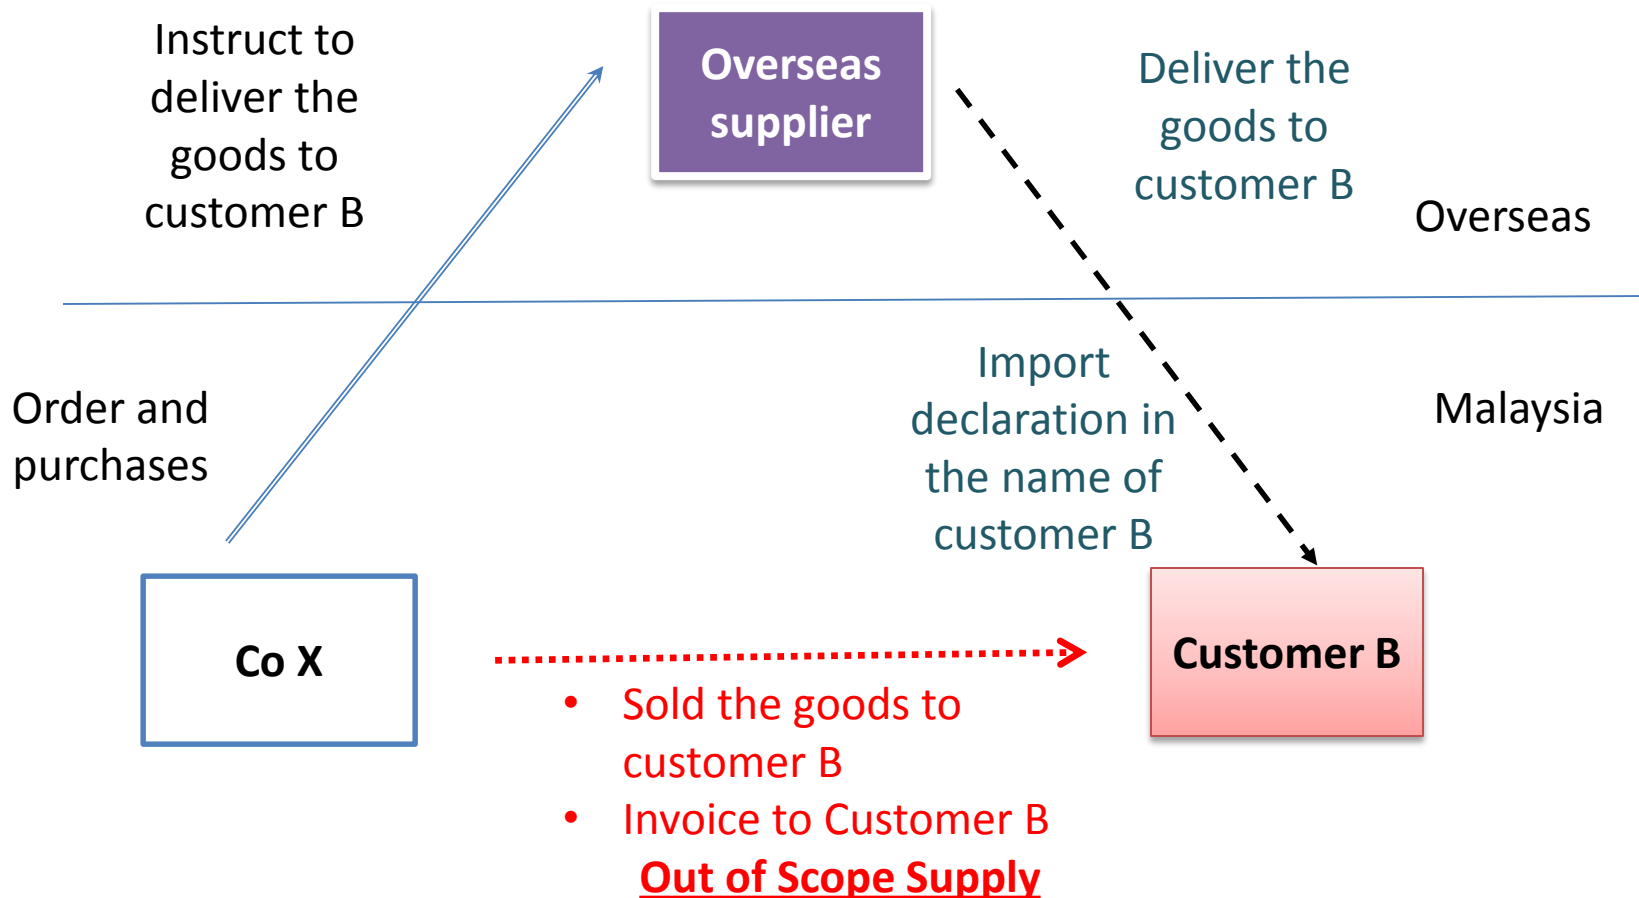 Instruct to
deliver the
goods to
customer B
Overseas
supplier
Deliver the
goods to
customer B
Overseas
Order and
purchases
Import
declaration in
the name of
customer B
Malaysia
Co X
Customer B
• Sold the goods to
customer B
• Invoice to Customer B
Out of Scope Supply